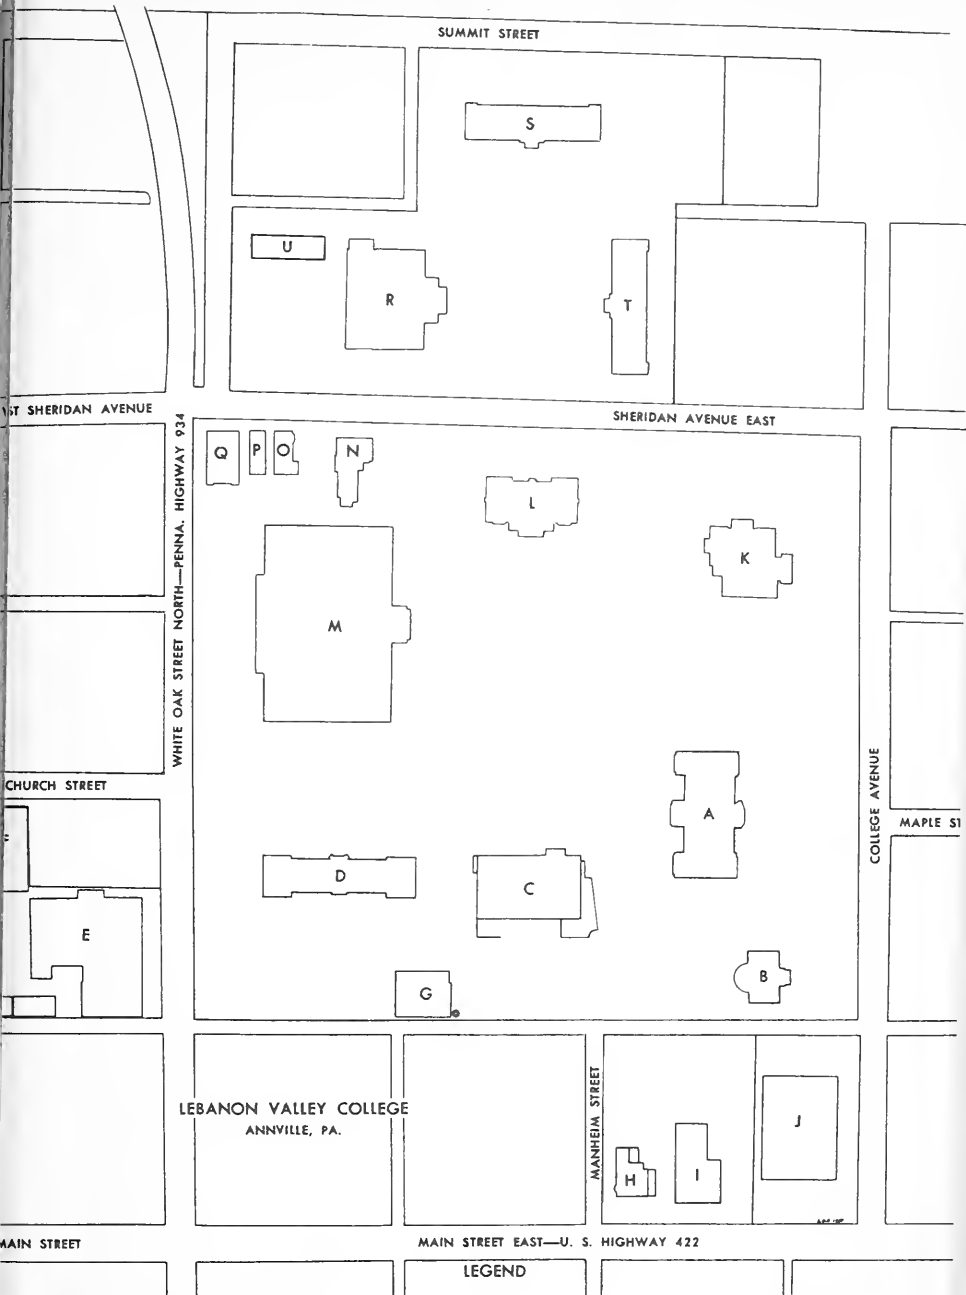 SUMMIT STREET
S
U
R
T
ST SHERIDAN AVENUE
SHERIDAN AVENUE EAST
WHITE OAK STREET NORTH—PENNA. HIGHWAY 934
Q P O N
L
K
M
CHURCH STREET
COLLEGE AVENUE
MAPLE ST
A
D
C
E
B
G
LEBANON VALLEY COLLEGE
ANNVILLE, PA.
MANHEIM STREET
J
H
I
MAIN STREET
MAIN STREET EAST—U. S. HIGHWAY 422
LEGEND